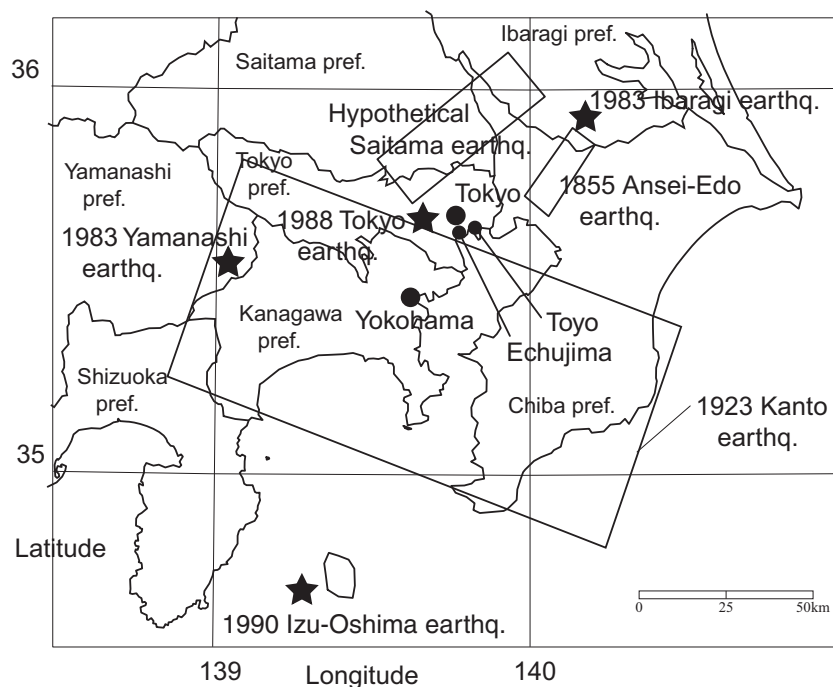 Ibaragi pref.
36
Saitama pref.
1983 Ibaragi earthq.
Hypothetical
Saitama earthq.
Tokyo
pref.
Yamanashi
pref.
Tokyo
1855 Ansei-Edo
earthq.
1988 Tokyo
earthq.
1983 Yamanashi
earthq.
Kanagawa
pref.
Yokohama
Toyo
Echujima
Shizuoka
pref.
Chiba pref.
1923 Kanto
earthq.
35
Latitude
0
25
50km
1990 Izu-Oshima earthq.
139
Longitude
140